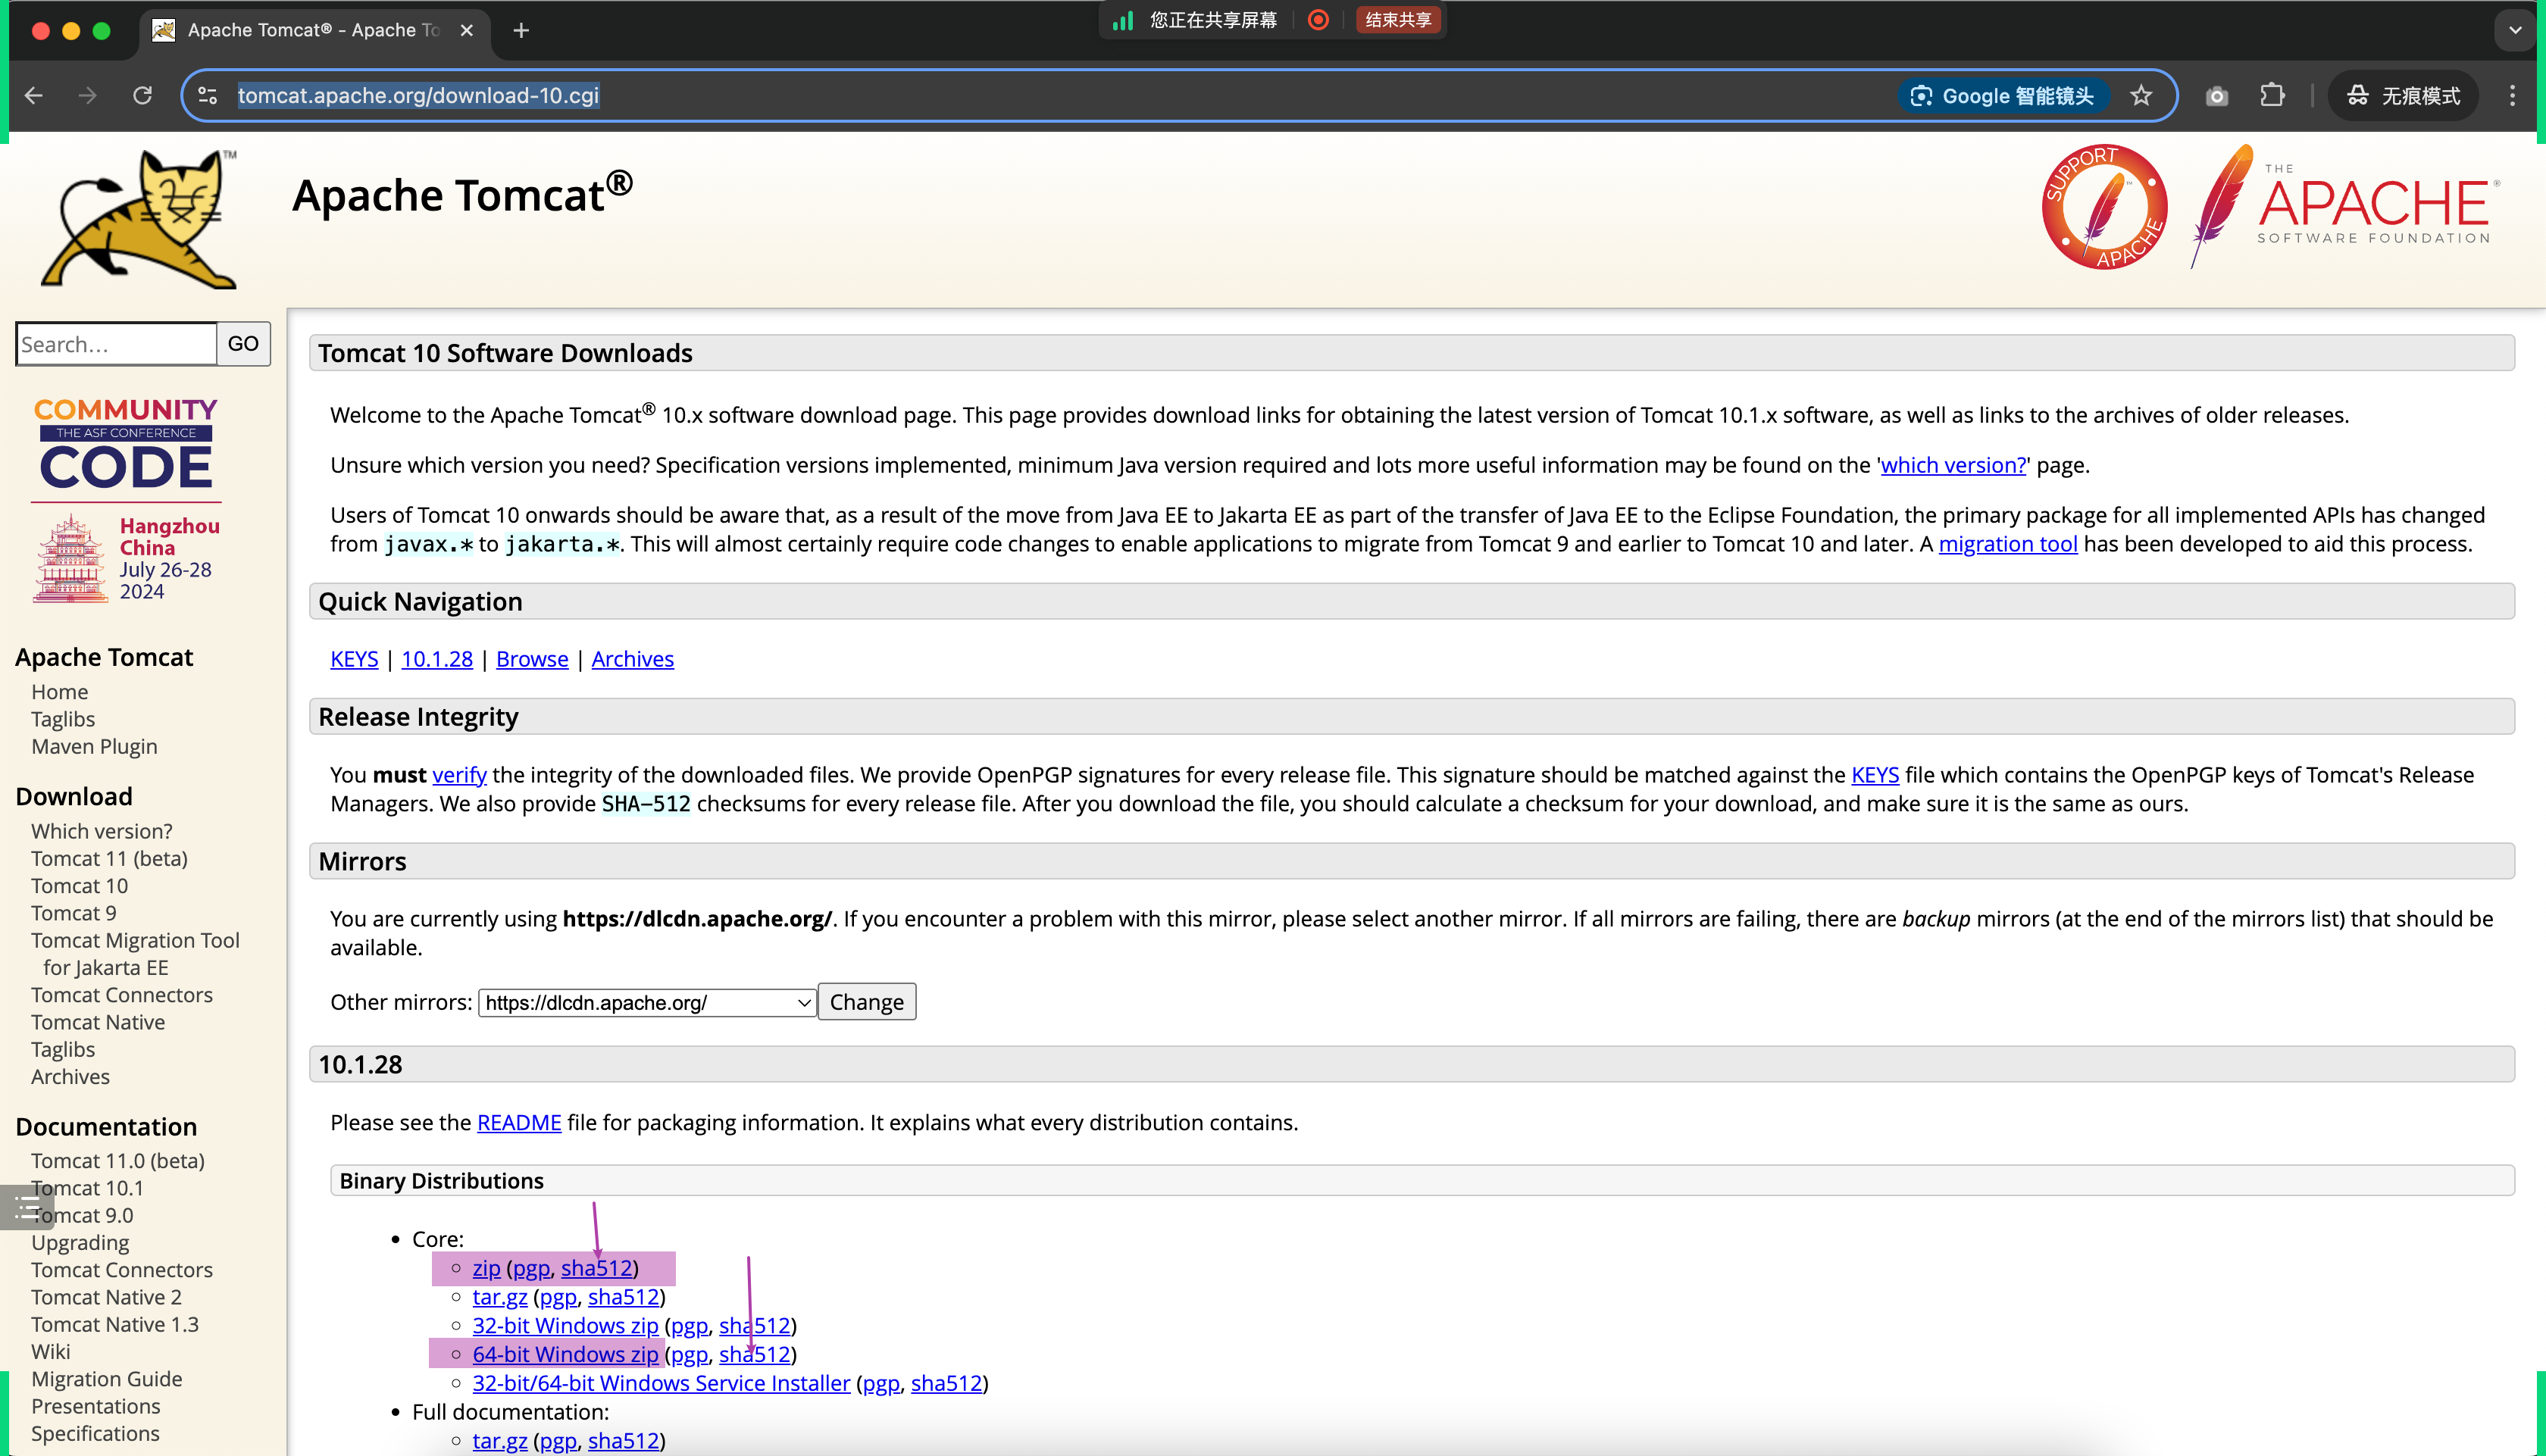 Apache Tomcat® - Apache To
您正在共享屏幕
结束共享
tomcat.apache.org/download-10.cgi
Google 智能镜头
无痕模式
TM
Apache Tomcat®
SUPPORT
APACHE
THE
APACHE®
SOFTWARE FOUNDATION
Search…
GO
COMMUNITY
THE ASF CONFERENCE
CODE
Hangzhou
China
July 26-28
2024
Apache Tomcat
Home
Taglibs
Maven Plugin
Download
Which version?
Tomcat 11 (beta)
Tomcat 10
Tomcat 9
Tomcat Migration Tool
for Jakarta EE
Tomcat Connectors
Tomcat Native
Taglibs
Archives
Documentation
Tomcat 11.0 (beta)
Tomcat 10.1
Tomcat 9.0
Upgrading
Tomcat Connectors
Tomcat Native 2
Tomcat Native 1.3
Wiki
Migration Guide
Presentations
Specifications
Tomcat 10 Software Downloads
Welcome to the Apache Tomcat® 10.x software download page. This page provides download links for obtaining the latest version of Tomcat 10.1.x software, as well as links to the archives of older releases.
Unsure which version you need? Specification versions implemented, minimum Java version required and lots more useful information may be found on the 'which version?' page.
Users of Tomcat 10 onwards should be aware that, as a result of the move from Java EE to Jakarta EE as part of the transfer of Java EE to the Eclipse Foundation, the primary package for all implemented APIs has changed
from javax.* to jakarta.*. This will almost certainly require code changes to enable applications to migrate from Tomcat 9 and earlier to Tomcat 10 and later. A migration tool has been developed to aid this process.
Quick Navigation
KEYS | 10.1.28 | Browse | Archives
Release Integrity
You must verify the integrity of the downloaded files. We provide OpenPGP signatures for every release file. This signature should be matched against the KEYS file which contains the OpenPGP keys of Tomcat's Release
Managers. We also provide SHA-512 checksums for every release file. After you download the file, you should calculate a checksum for your download, and make sure it is the same as ours.
Mirrors
You are currently using https://dlcdn.apache.org/. If you encounter a problem with this mirror, please select another mirror. If all mirrors are failing, there are backup mirrors (at the end of the mirrors list) that should be
available.
Other mirrors: https://dlcdn.apache.org/ Change
10.1.28
Please see the README file for packaging information. It explains what every distribution contains.
Binary Distributions
Core:
zip (pgp, sha512)
tar.gz (pgp, sha512)
32-bit Windows zip (pgp, sha512)
64-bit Windows zip (pgp, sha512)
32-bit/64-bit Windows Service Installer (pgp, sha512)
Full documentation:
tar.gz (pgp, sha512)